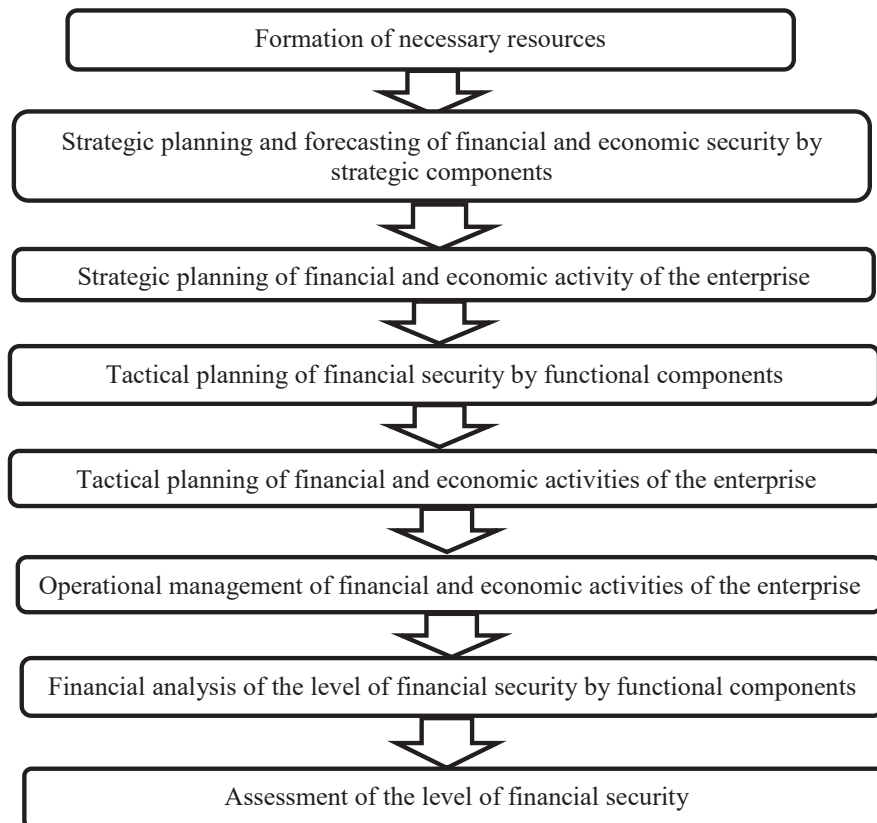 Formation of necessary resources
Strategic planning and forecasting of financial and economic security by
strategic components
Strategic planning of financial and economic activity of the enterprise
Tactical planning of financial security by functional components
Tactical planning of financial and economic activities of the enterprise
Operational management of financial and economic activities of the enterprise
Financial analysis of the level of financial security by functional components
Assessment of the level of financial security